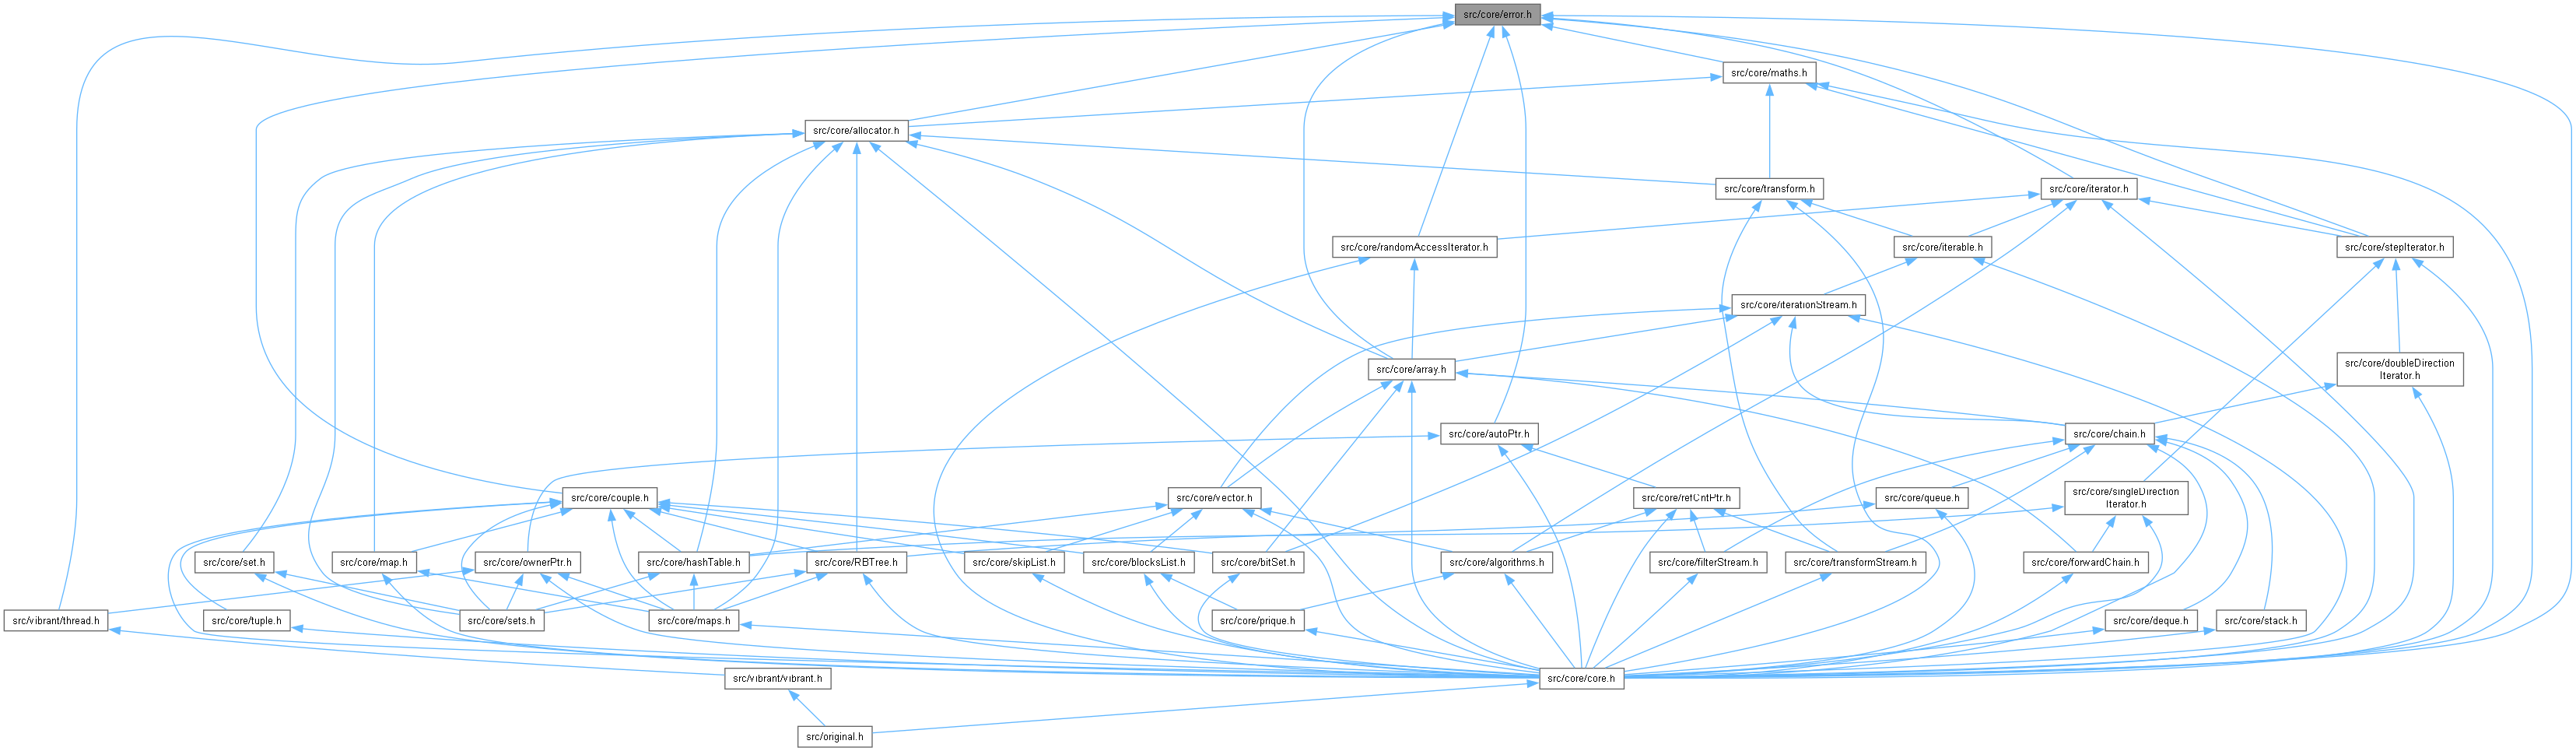 src/core/error.h
src/core/maths.h
src/core/allocator.h
src/core/transform.h
src/core/iterator.h
src/core/randomAccessIterator.h
src/core/iterable.h
src/core/stepIterator.h
src/core/iterationStream.h
src/core/array.h
src/core/doubleDirection
Iterator.h
src/core/autoPtr.h
src/core/chain.h
src/core/couple.h
src/core/vector.h
src/core/refCntPtr.h
src/core/queue.h
src/core/singleDirection
Iterator.h
src/core/set.h
src/core/map.h
src/core/ownerPtr.h
src/core/hashTable.h
src/core/RBTree.h
src/core/skipList.h
src/core/blocksList.h
src/core/bitSet.h
src/core/algorithms.h
src/core/filterStream.h
src/core/transformStream.h
src/core/forwardChain.h
src/vibrant/thread.h
src/core/tuple.h
src/core/sets.h
src/core/maps.h
src/core/prique.h
src/core/deque.h
src/core/stack.h
src/vibrant/vibrant.h
src/core/core.h
src/original.h